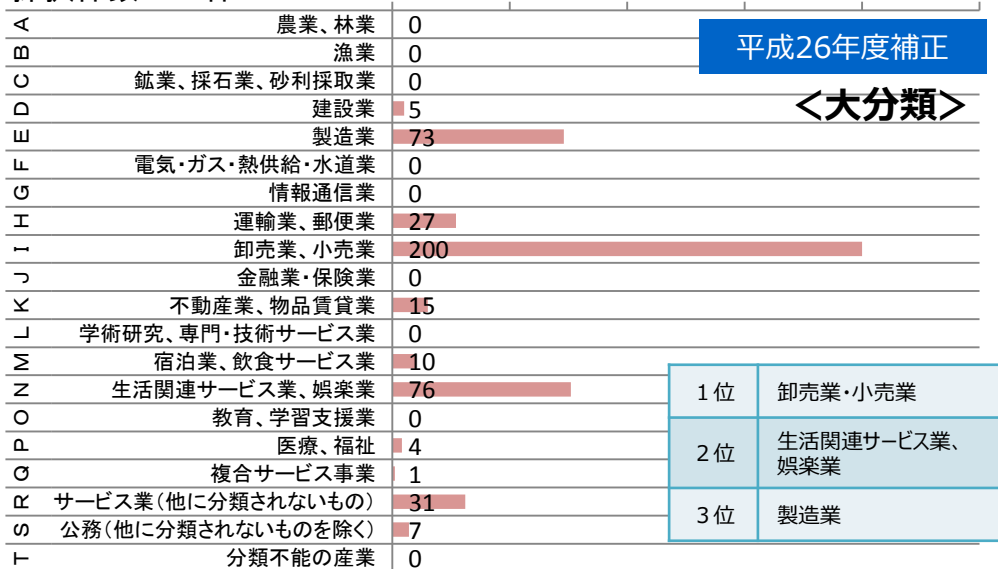 平成26年度補正
<大分類>
A 農業、林業 0
B 漁業 0
C 鉱業、採石業、砂利採取業 0
D 建設業 5
E 製造業 73
F 電気・ガス・熱供給・水道業 0
G 情報通信業 0
H 運輸業、郵便業 27
I 卸売業、小売業 200
J 金融業・保険業 0
K 不動産業、物品賃貸業 15
L 学術研究、専門・技術サービス業 0
M 宿泊業、飲食サービス業 10
N 生活関連サービス業、娯楽業 76
O 教育、学習支援業 0
P 医療、福祉 4
Q 複合サービス事業 1
R サービス業(他に分類されないもの) 31
S 公務(他に分類されないものを除く) 7
T 分類不能の産業 0
1位 卸売業・小売業
2位 生活関連サービス業、
娯楽業
3位 製造業